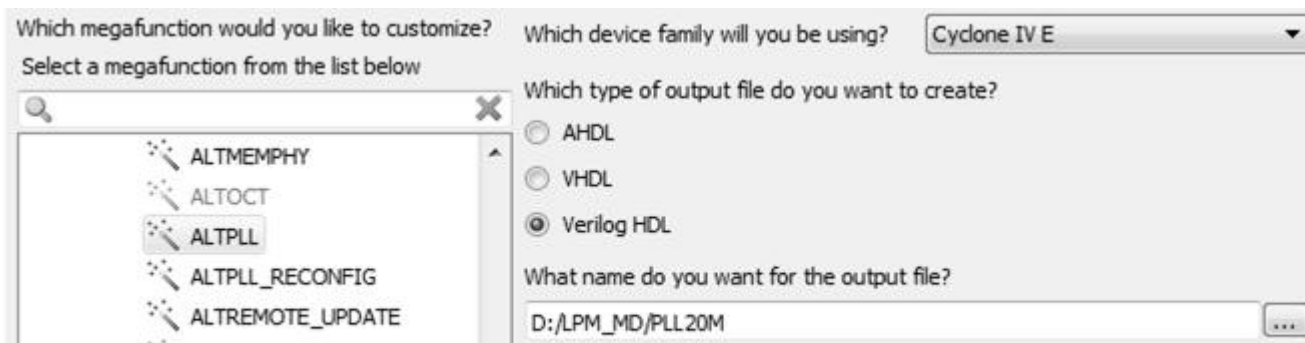 Which megafunction would you like to customize?
Select a megafunction from the list below
ALTMEMPHY
ALTOCT
ALTPLL
ALTPLL_RECONFIG
ALTREMOTE_UPDATE
Which device family will you be using? Cyclone IV E
Which type of output file do you want to create?
AHDL
VHDL
Verilog HDL
What name do you want for the output file?
D:/LPM_MD/PLL20M ...